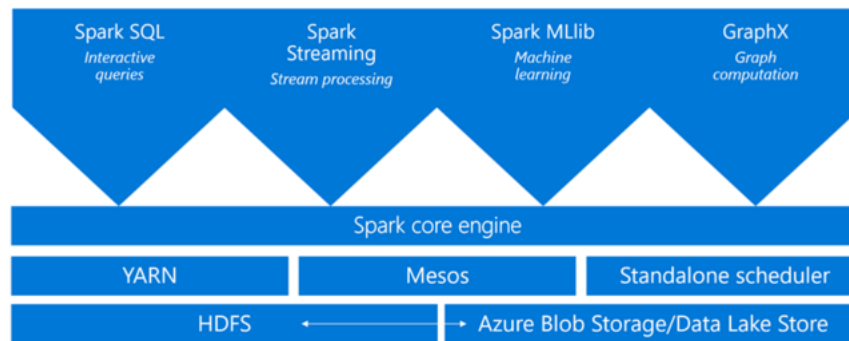 Spark SQL
Interactive
queries
Spark
Streaming
Stream processing
Spark MLlib
Machine
learning
GraphX
Graph
computation
Spark core engine
YARN
Mesos
Standalone scheduler
HDFS
Azure Blob Storage/Data Lake Store